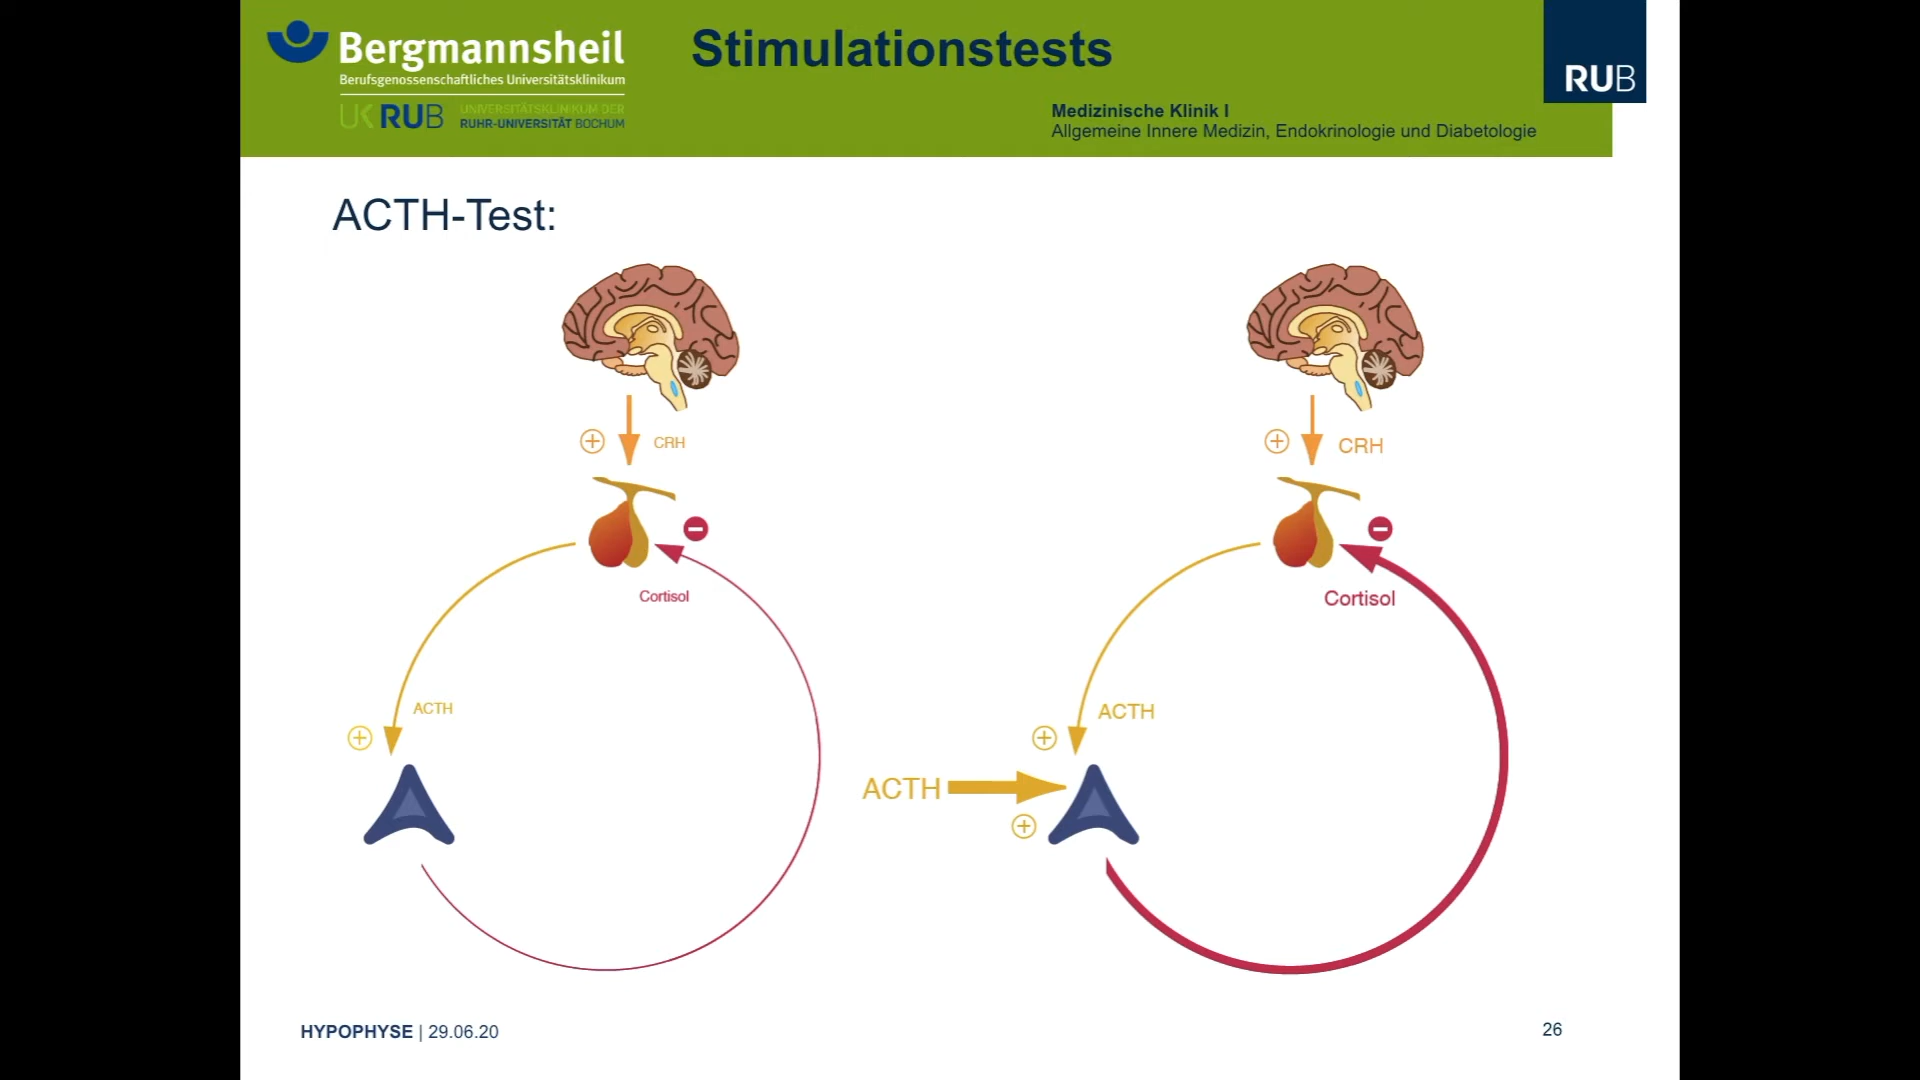 Bergmannsheil
Berufsgenossenschaftliches Universitätsklinikum
UK RUB
UNIVERSITÄTSKLINIKUM DER
RUHR-UNIVERSITÄT BOCHUM
Stimulationstests
Medizinische Klinik I
Allgemeine Innere Medizin, Endokrinologie und Diabetologie
RUB
ACTH-Test:
CRH
Cortisol
ACTH
CRH
Cortisol
ACTH
ACTH
HYPOPHYSE | 29.06.20
26